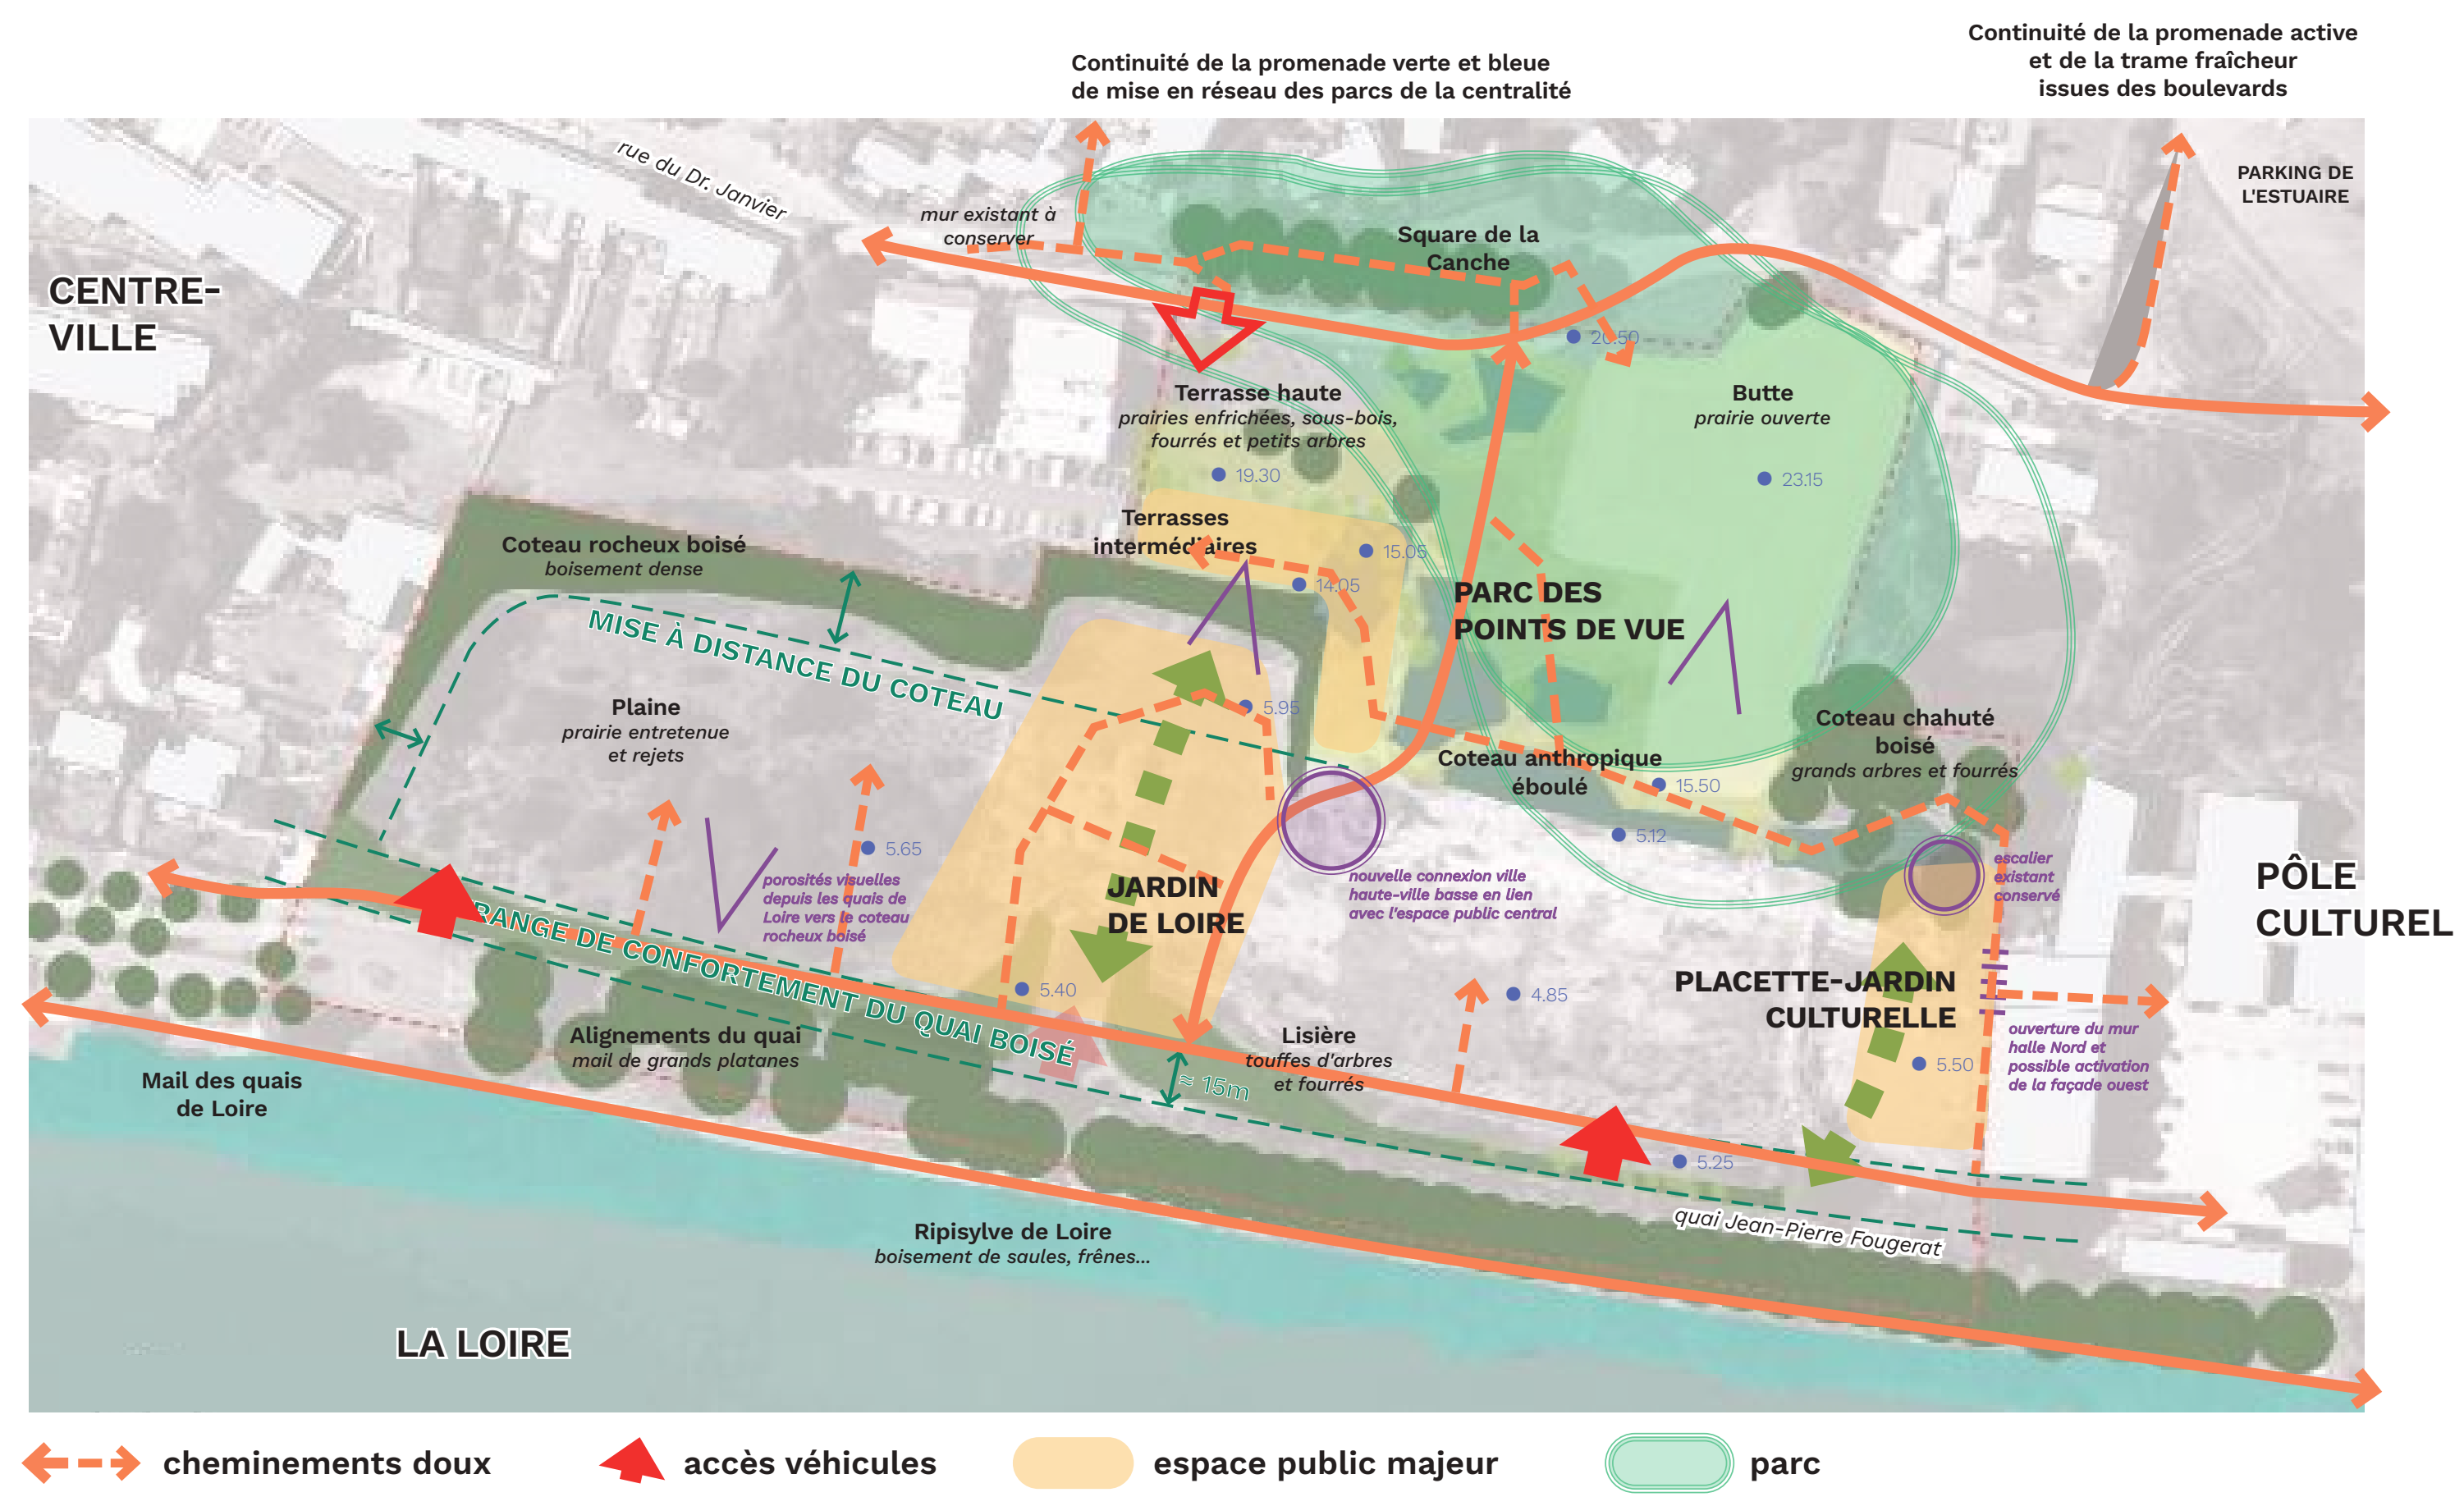 Continuité de la promenade active
et de la trame fraîcheur
issues des boulevards
Continuité de la promenade verte et bleue
de mise en réseau des parcs de la centralité
rue du Dr. Janvier
PARKING DE
L'ESTUAIRE
mur existant à
conserver
Square de la
Canche
CENTRE-
VILLE
20.50
Terrasse haute
prairies enfrichées, sous-bois,
fourrés et petits arbres
19.30
Butte
prairie ouverte
23.15
Terrasses
intermédiaires
15.05
14.05
Coteau rocheux boisé
boisement dense
MISE À DISTANCE DU COTEAU
PARC DES
POINTS DE VUE
Plaine
prairie entretenue
et rejets
5.95
Coteau chahuté
boisé
grands arbres et fourrés
Coteau anthropique
éboulé
15.50
5.12
5.65
porosités visuelles
depuis les quais de
Loire vers le coteau
rocheux boisé
JARDIN
DE LOIRE
nouvelle connexion ville
haute-ville basse en lien
avec l'espace public central
escalier
existant
conservé
PÔLE
CULTUREL
RANGE DE CONFORTEMENT DU QUAI BOISÉ
5.40
4.85
PLACETTE-JARDIN
CULTURELLE
ouverture du mur
halle Nord et
possible activation
de la façade ouest
5.50
Alignements du quai
mail de grands platanes
Lisière
touffes d'arbres
et fourrés
≈ 15m
Mail des quais
de Loire
5.25
quai Jean-Pierre Fougerat
Ripisylve de Loire
boisement de saules, frênes...
LA LOIRE
cheminements doux
accès véhicules
espace public majeur
parc